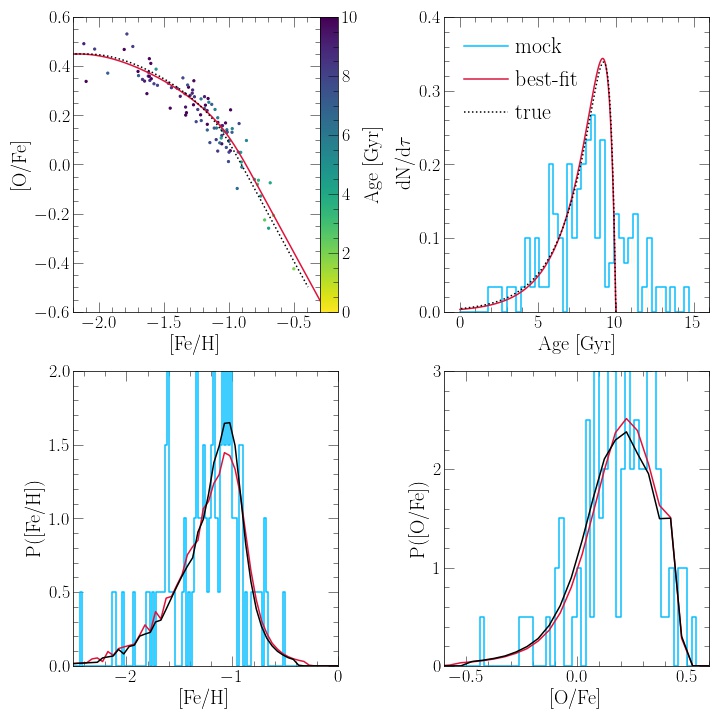 0.6
0.4
0.2
0.0
−0.2
−0.4
−0.6
[O/Fe]
−2.0 −1.5 −1.0 −0.5
[Fe/H]
10
8
6
4
2
0
Age [Gyr]
0.4
0.3
0.2
0.1
0.0
dN/dτ
mock
best-fit
true
0 5 10 15
Age [Gyr]
2.0
1.5
1.0
0.5
0.0
P([Fe/H])
−2 −1 0
[Fe/H]
3
2
1
0
P([O/Fe])
−0.5 0.0 0.5
[O/Fe]